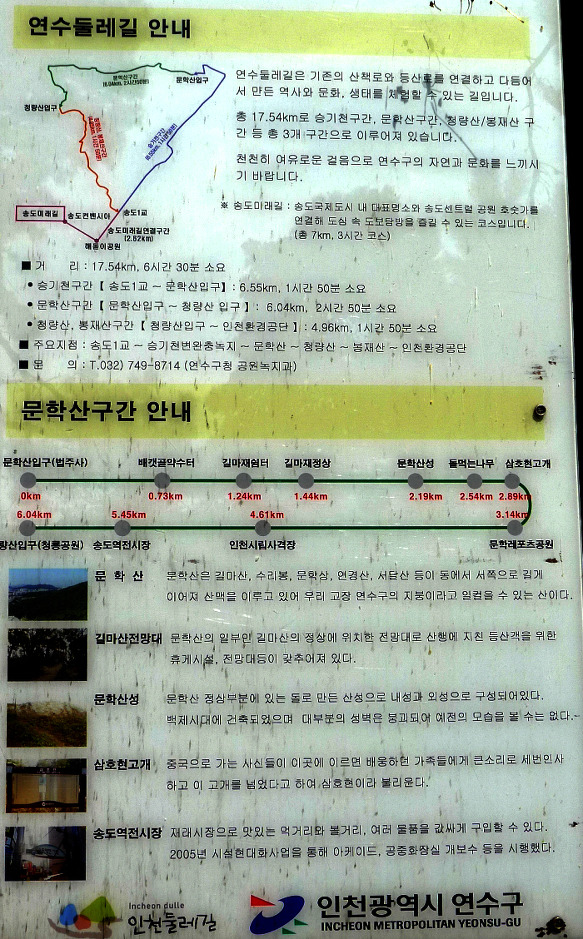 연수둘레길 안내
문학산구간
(6.04km, 2시간50분)
문학산입구
청량산입구
송도1교
송도미래길
송도컨벤시아
송도미래길연결구간
(2.62Km)
해돋이공원
연수둘레길은 기존의 산책로와 등산로를 연결하고 다듬어
서 만든 역사와 문화, 생태를 체험할 수 있는 길입니다.
총 17.54km로 승기천구간, 문학산구간, 청량산/봉재산 구
간 등 총 3개 구간으로 이루어져 있습니다.
천천히 여유로운 걸음으로 연수구의 자연과 문화를 느끼시
기 바랍니다.
※ 송도미래길 : 송도국제도시 내 대표명소와 송도센트럴 공원 호숫가를
연결해 도심 속 도보탐방을 즐길 수 있는 코스입니다.
(총 7km, 3시간 코스)
■ 거 리 : 17.54km, 6시간 30분 소요
• 승기천구간 【 송도1교 ~ 문학산입구】 : 6.55km, 1시간 50분 소요
• 문학산구간 【 문학산입구 ~ 청량산 입구 】 : 6.04km, 2시간 50분 소요
• 청량산, 봉재산구간 【 청량산입구 ~ 인천환경공단 】 : 4.96km, 1시간 50분 소요
■ 주요지점 : 송도1교 ~ 승기천변완충녹지 ~ 문학산 ~ 청량산 ~ 봉재산 ~ 인천환경공단
■ 문 의 : T.032) 749-8714 (연수구청 공원녹지과)
문학산구간 안내
문학산입구(법주사) 배갯골약수터 길마재쉼터 길마재정상 문학산성 돌먹는나무 삼호현고개
0km 0.73km 1.24km 1.44km 2.19km 2.54km 2.89km
6.04km 5.45km 4.61km 3.14km
량산입구(청룡공원) 송도역전시장 인천시립사격장 문학레포츠공원
문 학 산 문학산은 길마산, 수리봉, 문학상, 연경산, 서답산 등이 동에서 서쪽으로 길게
이어져 산맥을 이루고 있어 우리 고장 연수구의 지붕이라고 일컬을 수 있는 산이다.
길마산전망대 문학산의 일부인 길마산의 정상에 위치한 전망대로 산행에 지친 등산객을 위한
휴게시설, 전망대등이 갖추어져 있다.
문학산성 문학산 정상부분에 있는 돌로 만든 산성으로 내성과 외성으로 구성되어있다.
백제시대에 건축되었으며 대부분의 성벽은 붕괴되어 예전의 모습을 볼 수는 없다.
삼호현고개 중국으로 가는 사신들이 이곳에 이르면 배웅하던 가족들에게 큰소리로 세번인사
하고 이 고개를 넘었다고 하여 삼호현이라 불리운다.
송도역전시장 재래시장으로 맛있는 먹거리와 볼거리, 여러 물품을 값싸게 구입할 수 있다.
2005년 시설현대화사업을 통해 아케이드, 공중화장실 개보수 등을 시행했다.
Incheon dulle
인천둘레길
인천광역시 연수구
INCHEON METROPOLITAN YEONSU-GU